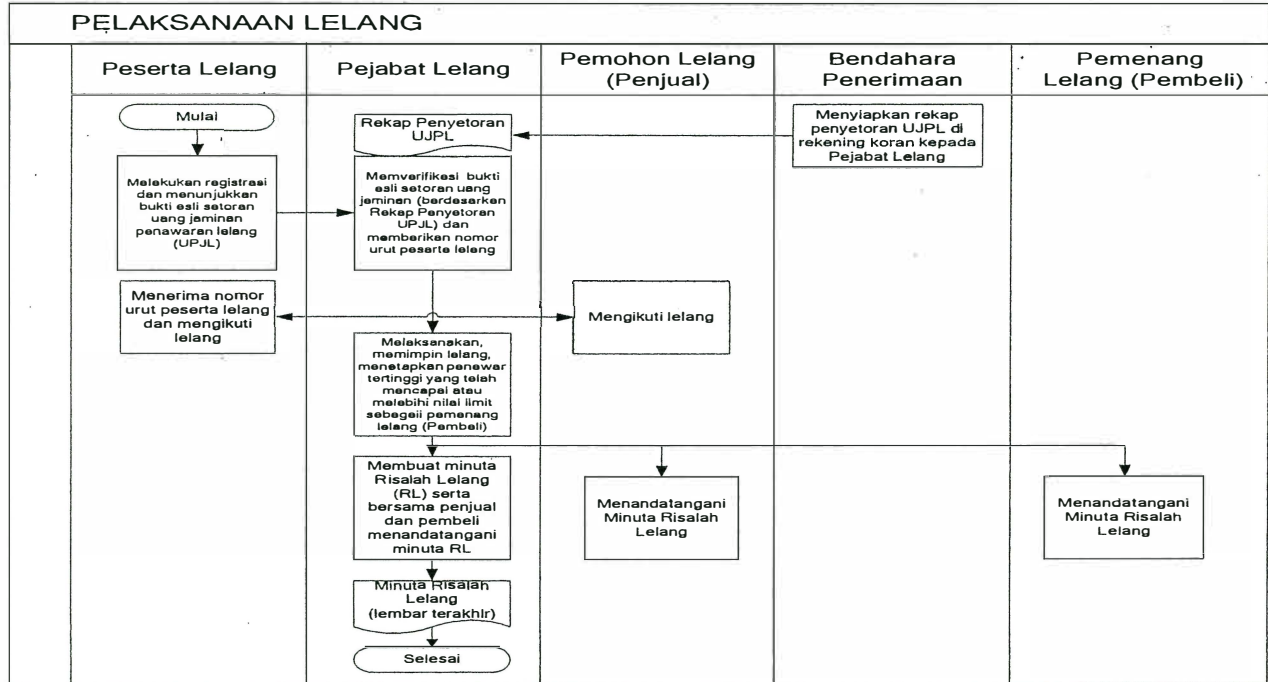 PELAKSANAAN LELANG
Peserta Lelang
Pejabat Lelang
Pemohon Lelang
(Penjual)
Bendahara
Penerimaan
Pemenang
Lelang (Pembeli)
Mulai
Rekap Penyetoran
UJPL
Menyiapkan rekap
penyetoran UJPL di
rekening koran kepada
Pejabat Lelang
Melakukan registrasi
dan menunjukkan
bukti asli setoran
uang jaminan
penawaran lelang
(UPJL)
Memverifikasi bukti
asli setoran uang
jaminan (berdasarkan
Rekap Penyetoran
UPJL) dan
memberikan nomor
urut peserta lelang
Menerima nomor
urut peserta lelang
dan mengikuti
lelang
Mengikuti lelang
Melaksanakan,
memimpin lelang,
menetapkan penawar
tertinggi yang telah
mencapai atau
melebihi nilai limit
sebagaii pemenang
lelang (Pembeli)
Membuat minuta
Risalah Lelang
(RL) serta
bersama penjual
dan pembeli
menandatangani
minuta RL
Menandatangani
Minuta Risalah
Lelang
Menandatangani
Minuta Risalah
Lelang
Minuta Risalah
Lelang
(lembar terakhir)
Selesai